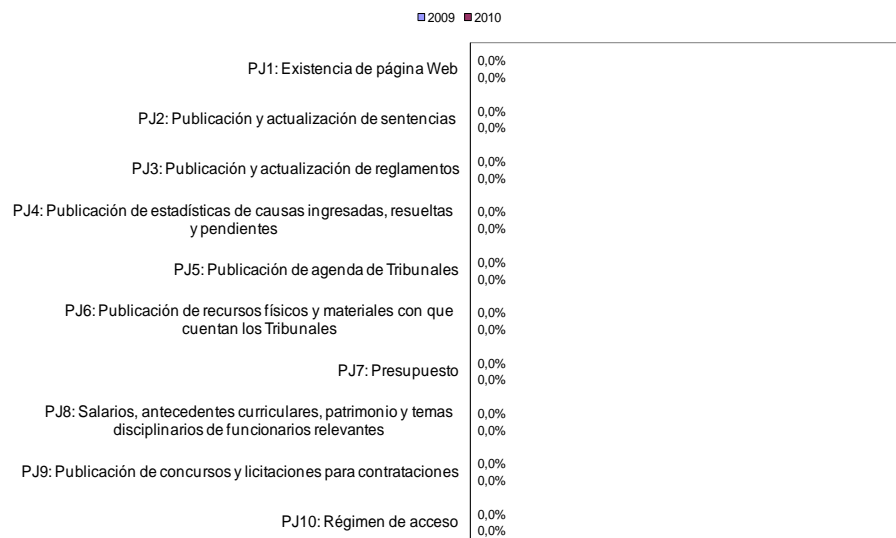 2009 2010
PJ1: Existencia de página Web
0,0%
0,0%
PJ2: Publicación y actualización de sentencias
0,0%
0,0%
PJ3: Publicación y actualización de reglamentos
0,0%
0,0%
PJ4: Publicación de estadísticas de causas ingresadas, resueltas
y pendientes
0,0%
0,0%
PJ5: Publicación de agenda de Tribunales
0,0%
0,0%
PJ6: Publicación de recursos físicos y materiales con que
cuentan los Tribunales
0,0%
0,0%
PJ7: Presupuesto
0,0%
0,0%
PJ8: Salarios, antecedentes curriculares, patrimonio y temas
disciplinarios de funcionarios relevantes
0,0%
0,0%
PJ9: Publicación de concursos y licitaciones para contrataciones
0,0%
0,0%
PJ10: Régimen de acceso
0,0%
0,0%